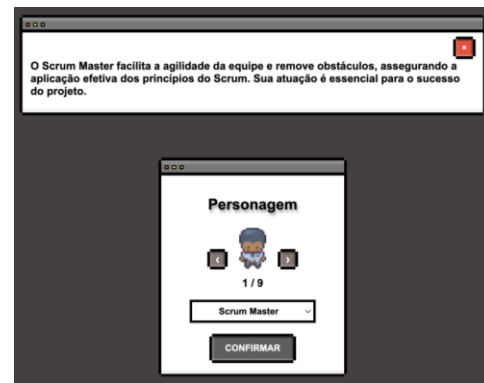 O Scrum Master facilita a agilidade da equipe e remove obstáculos, assegurando a
aplicação efetiva dos princípios do Scrum. Sua atuação é essencial para o sucesso
do projeto.
Personagem
1 / 9
Scrum Master
CONFIRMAR